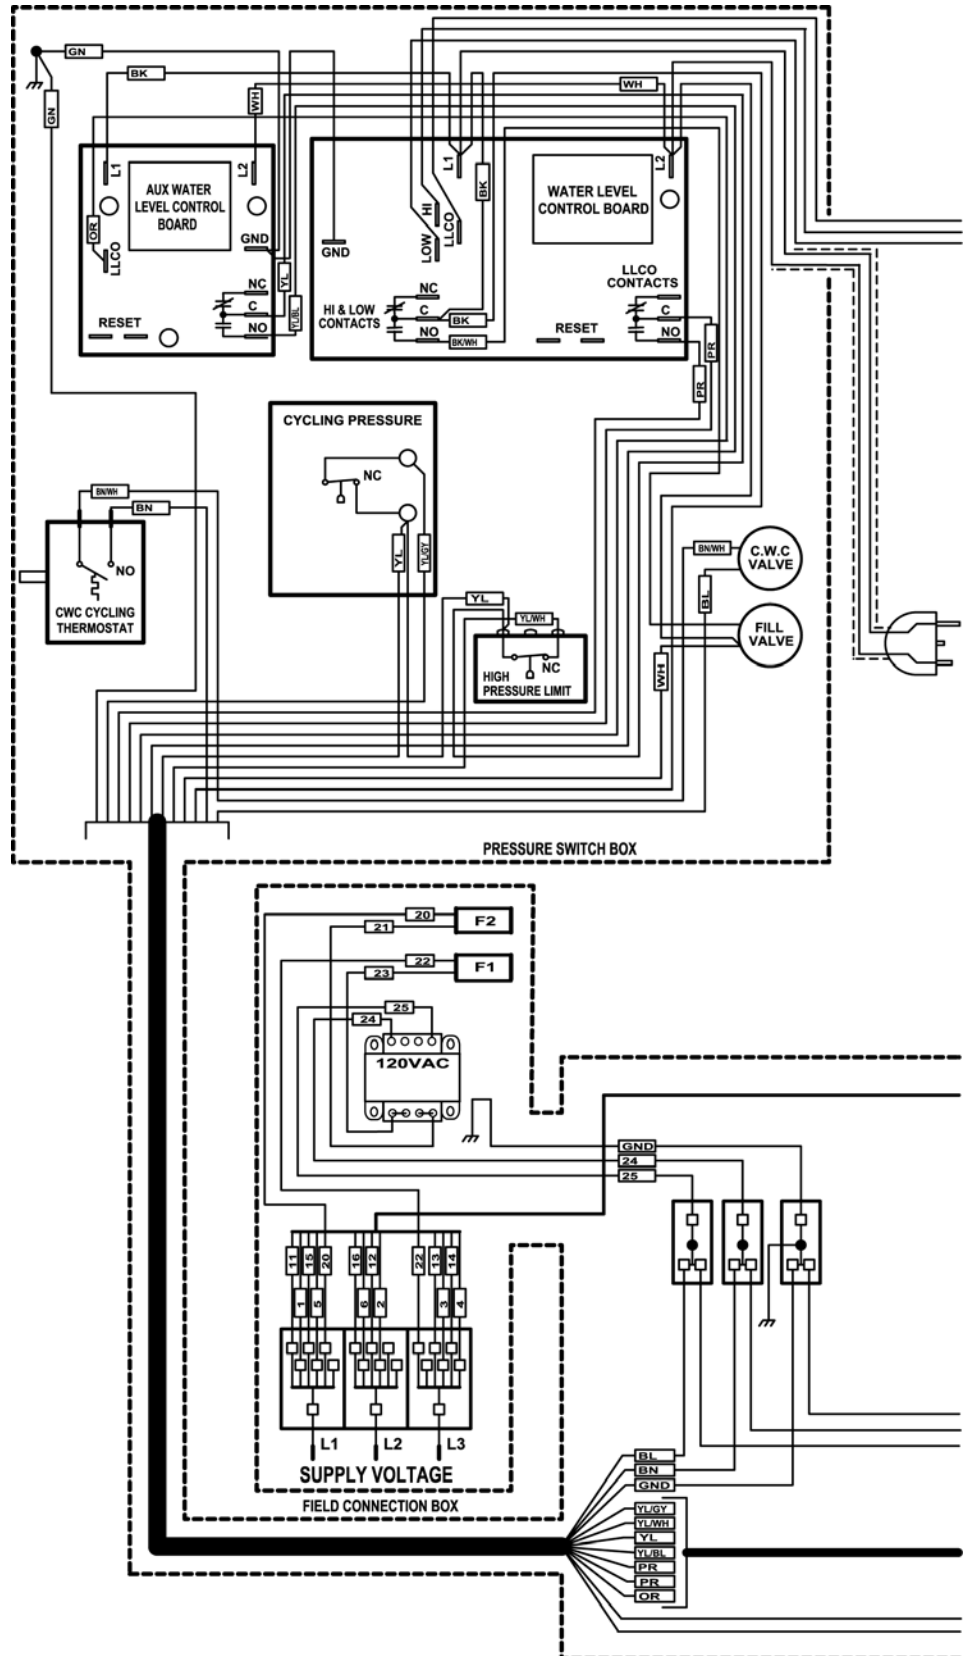 GN
BK
WH
WH
GN
L1
AUX WATER
LEVEL CONTROL
BOARD
L2
OR
LLCO
GND
NC
C
NO
YL
YL/BL
RESET
GND
L1
BK
HI
LOW
LLCO
WATER LEVEL
CONTROL BOARD
L2
LLCO
CONTACTS
NC
C
NO
HI & LOW
CONTACTS
BK
BK/WH
RESET
C
NO
PR
PR
CYCLING PRESSURE
NC
YL
YL/GY
BN/WH
BN
NO
CWC CYCLING
THERMOSTAT
BN/WH
C.W.C
VALVE
BL
YL
YL/WH
FILL
VALVE
WH
NC
HIGH
PRESSURE LIMIT
PRESSURE SWITCH BOX
20
21
F2
22
23
F1
25
24
120VAC
GND
24
25
11
15
20
16
12
22
13
14
1
5
6
2
3
4
L1
L2
L3
SUPPLY VOLTAGE
FIELD CONNECTION BOX
BL
BN
GND
YL/GY
YL/WH
YL
YL/BL
PR
PR
OR